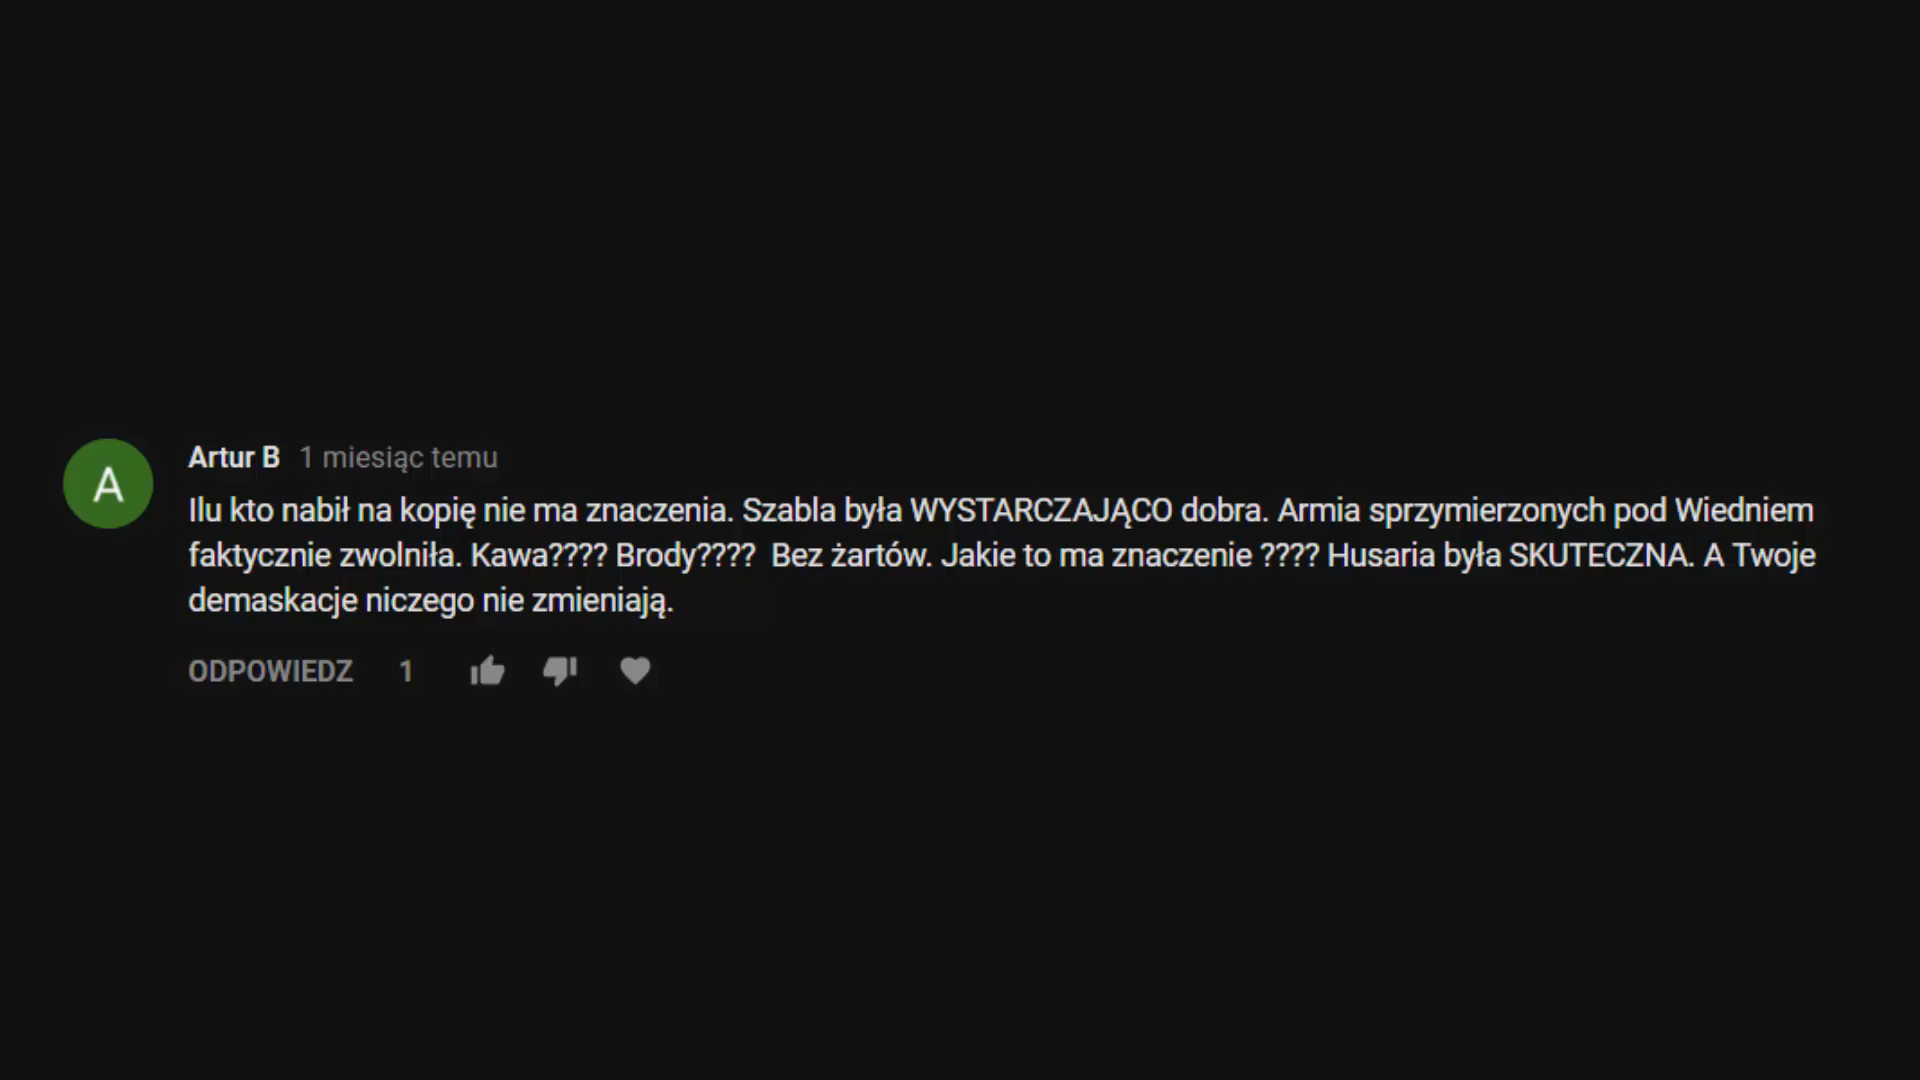 A
Artur B 1 miesiąc temu
Ilu kto nabił na kopię nie ma znaczenia. Szabla była WYSTARCZAJĄCO dobra. Armia sprzymierzonych pod Wiedniem
faktycznie zwolniła. Kawa???? Brody????  Bez żartów. Jakie to ma znaczenie ???? Husaria była SKUTECZNA. A Twoje
demaskacje niczego nie zmieniają.
ODPOWIEDZ 1